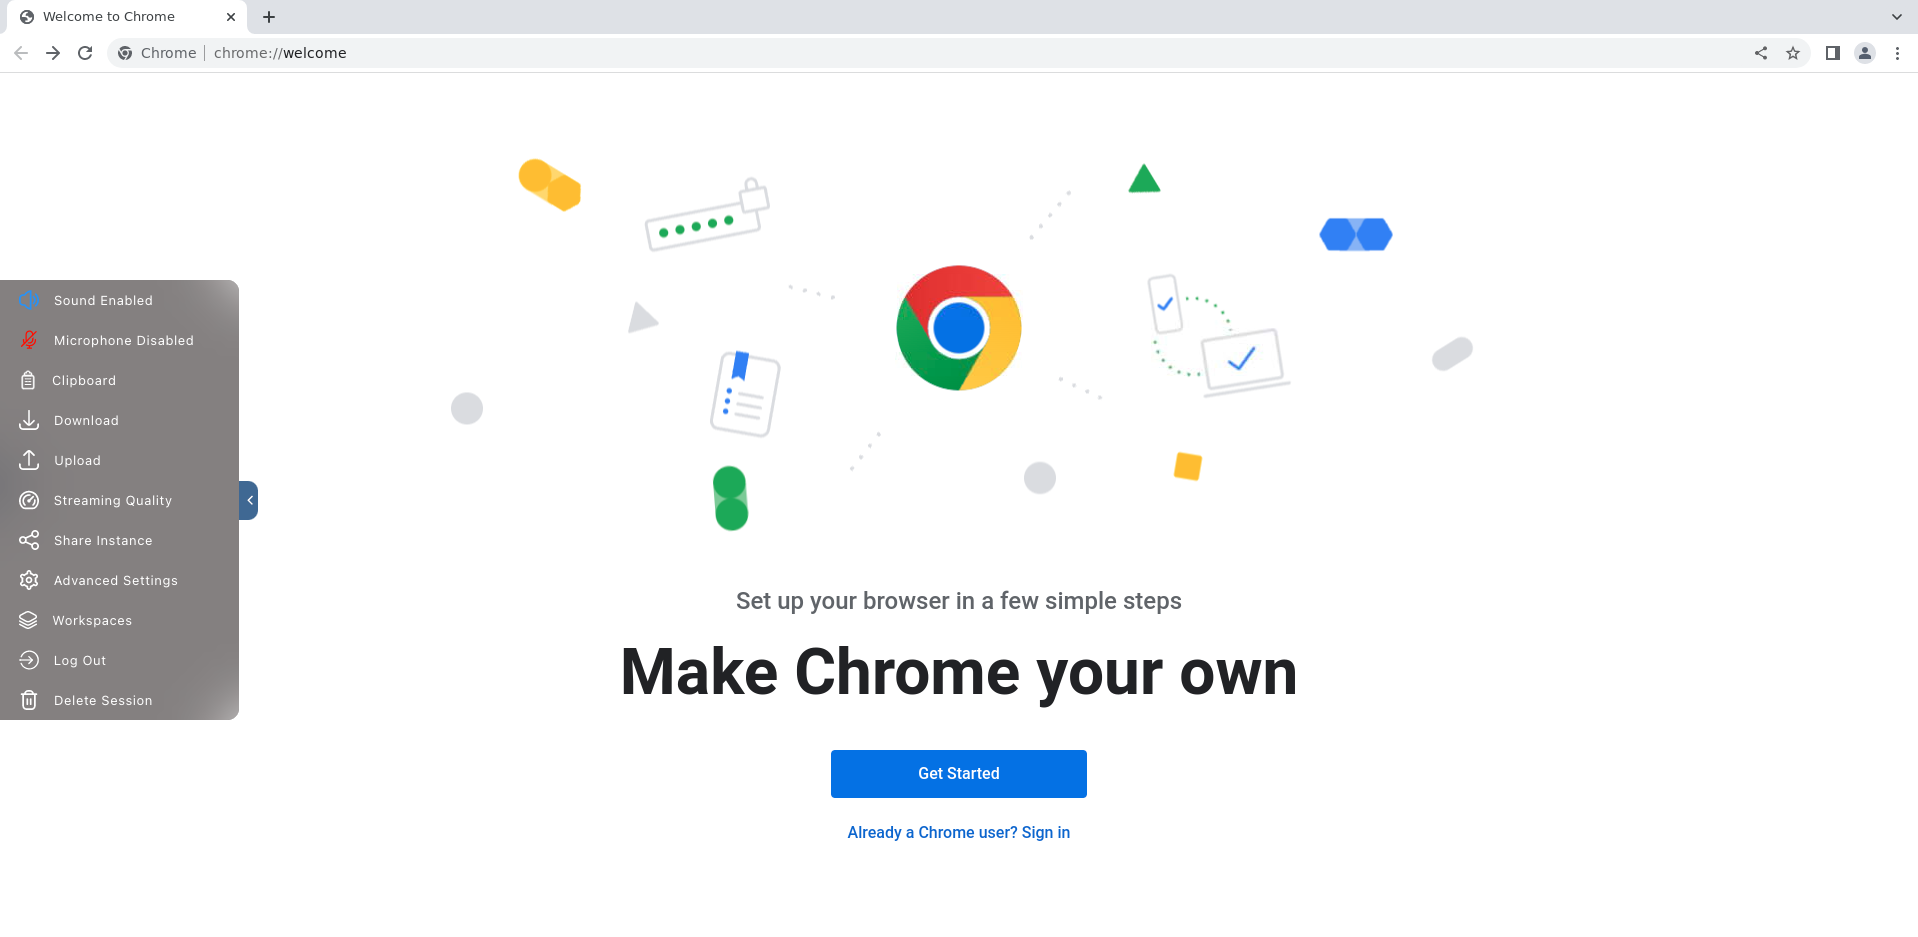 Welcome to Chrome
Chrome | chrome://welcome
Sound Enabled
Microphone Disabled
Clipboard
Download
Upload
Streaming Quality
Share Instance
Advanced Settings
Workspaces
Log Out
Delete Session
Set up your browser in a few simple steps
Make Chrome your own
Get Started
Already a Chrome user? Sign in